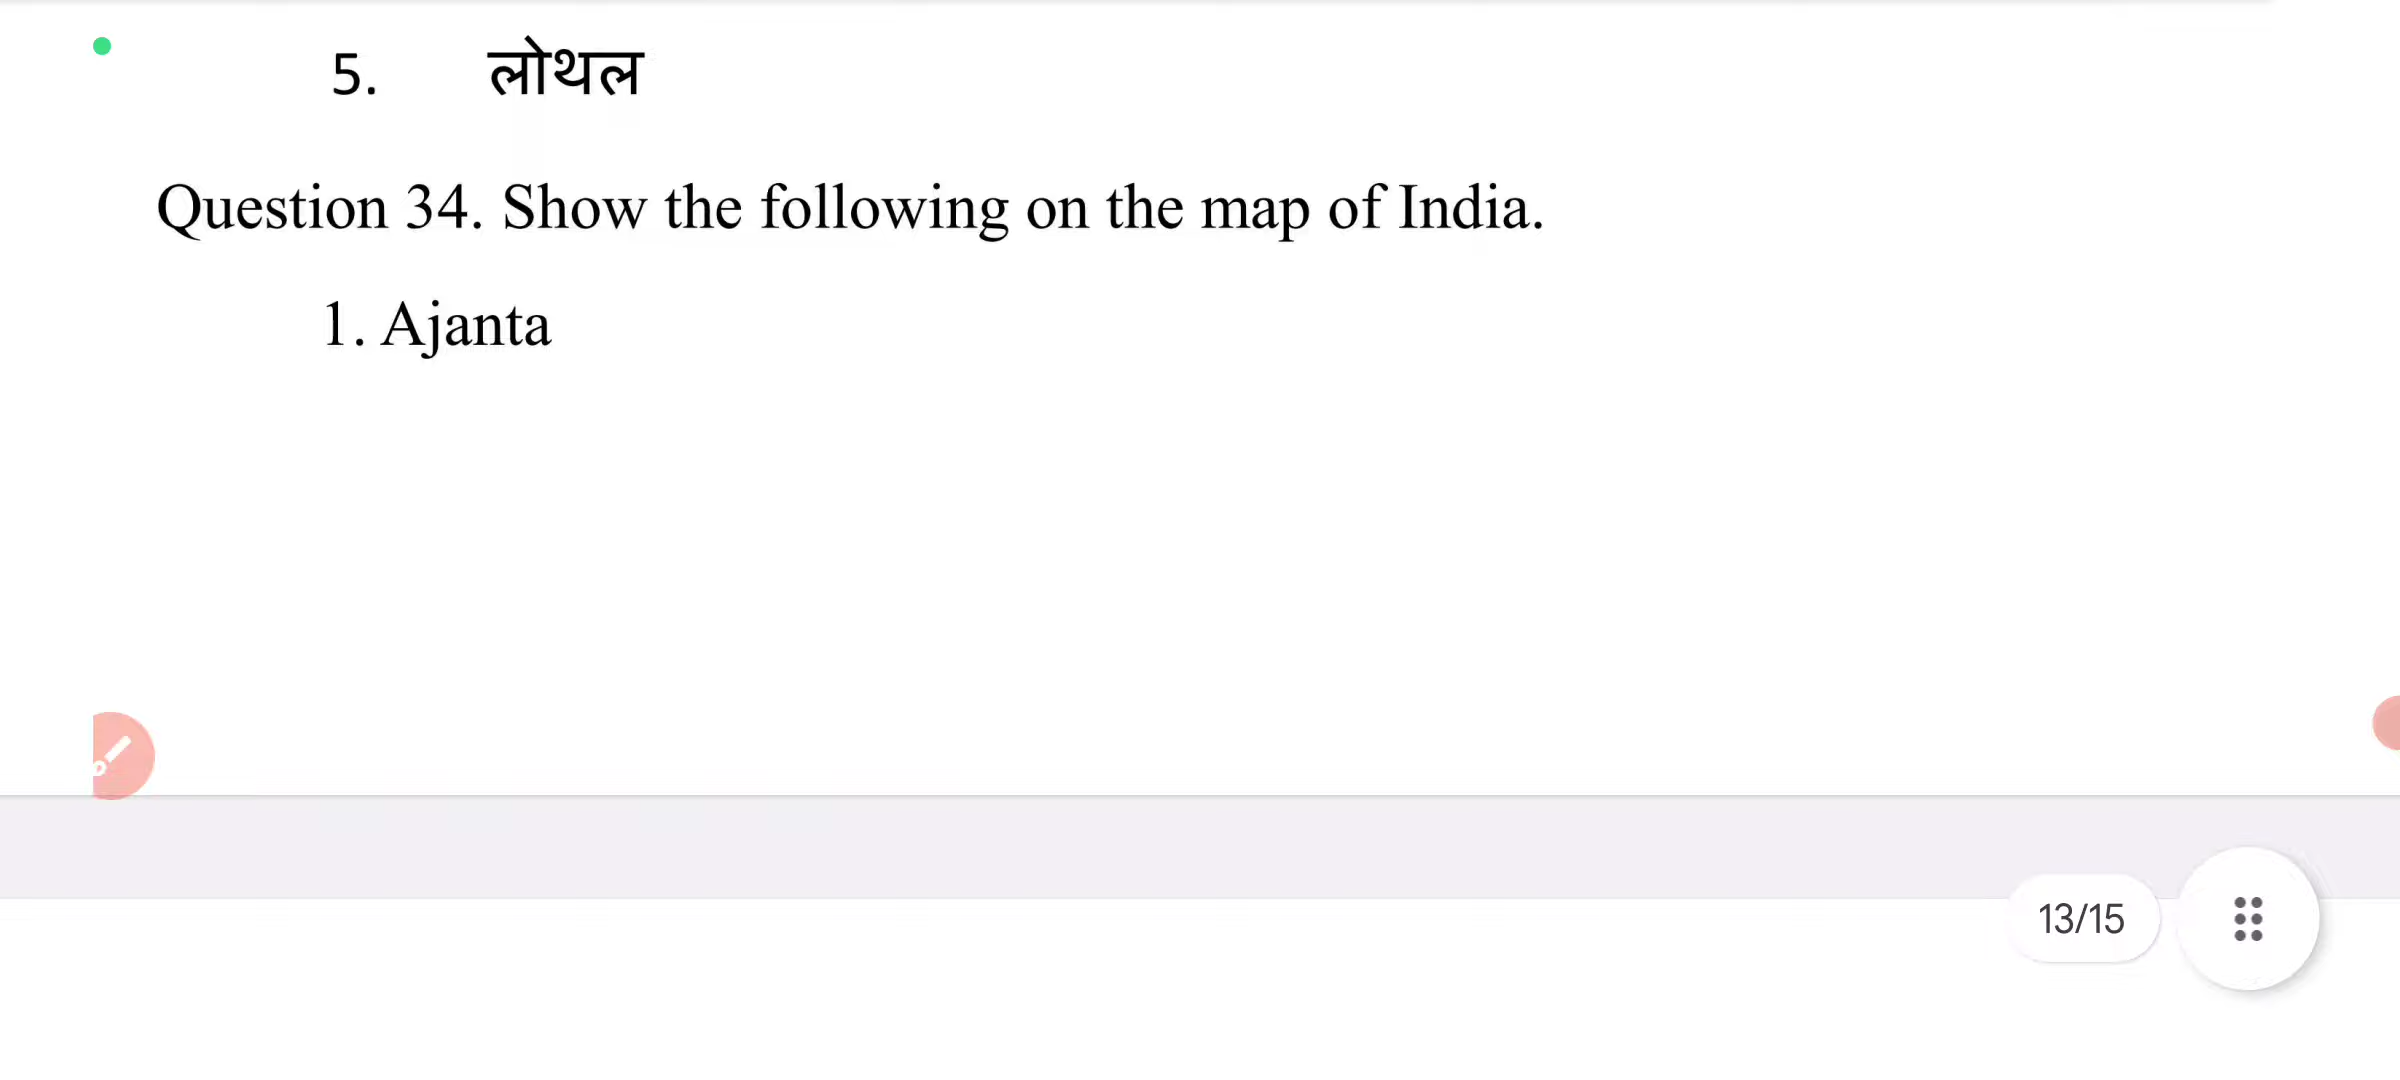 5. लोथल
Question 34. Show the following on the map of India.
1. Ajanta
13/15